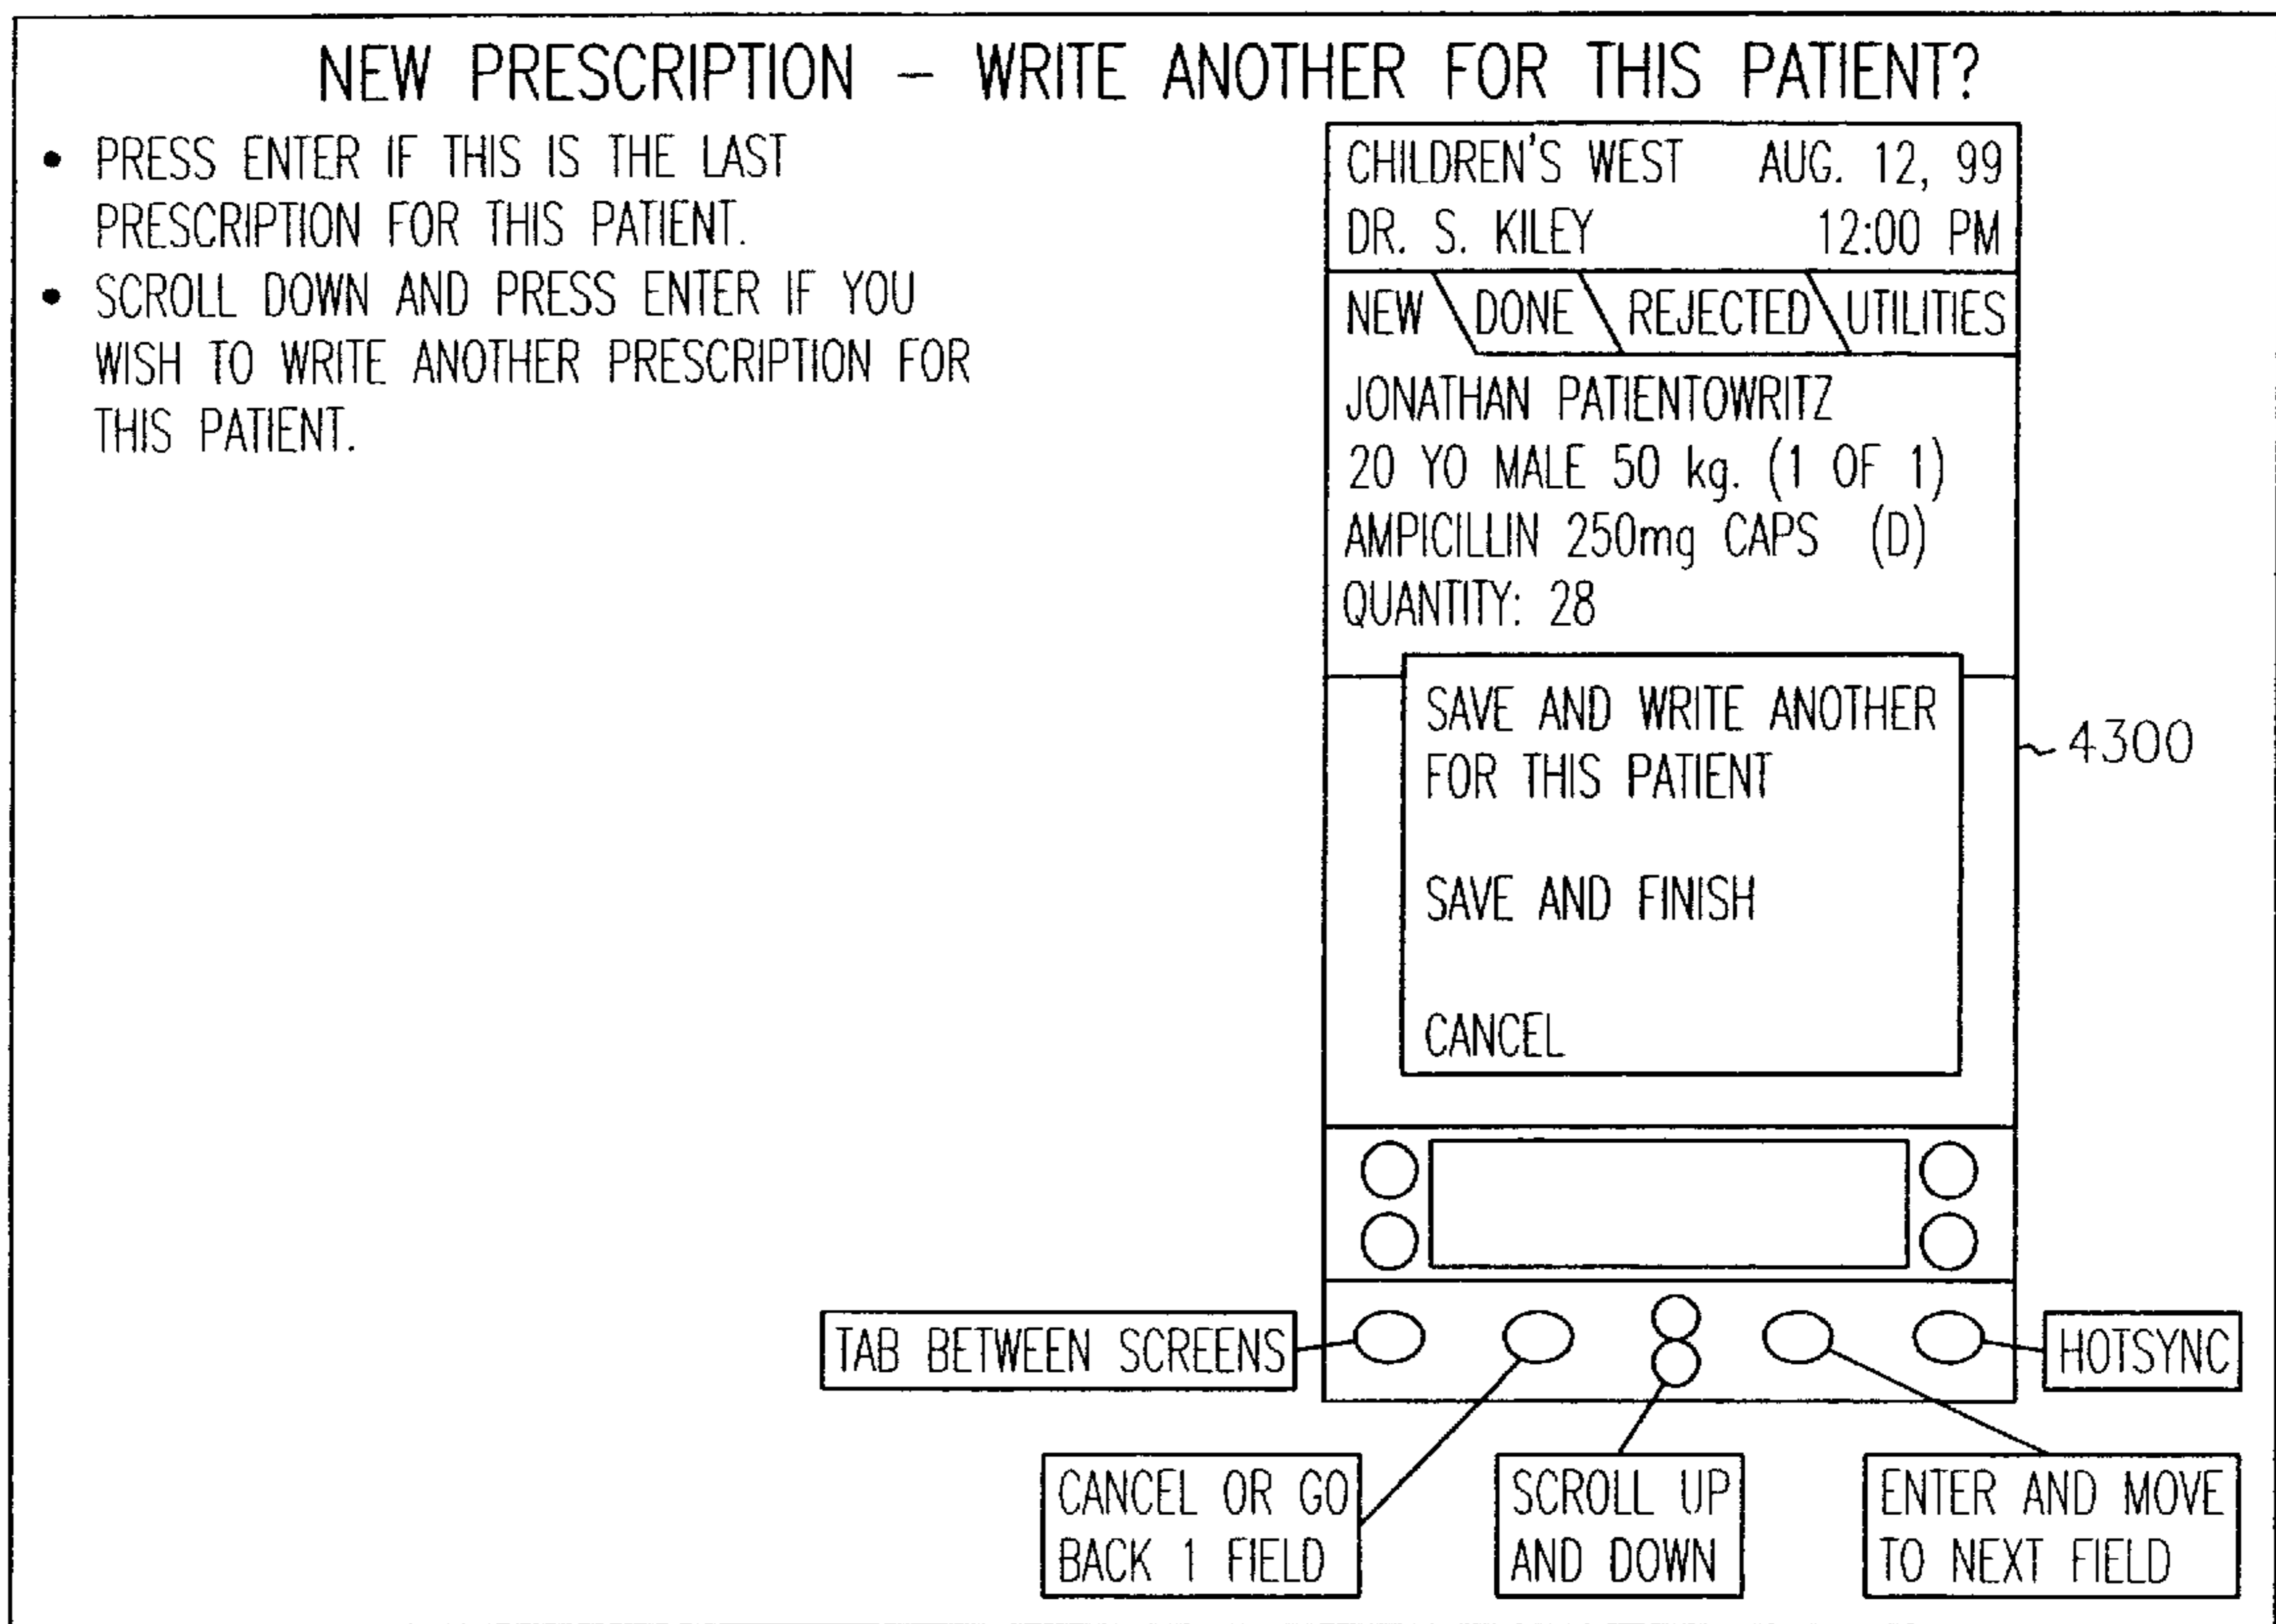 NEW PRESCRIPTION – WRITE ANOTHER FOR THIS PATIENT?
• PRESS ENTER IF THIS IS THE LAST
PRESCRIPTION FOR THIS PATIENT.
• SCROLL DOWN AND PRESS ENTER IF YOU
WISH TO WRITE ANOTHER PRESCRIPTION FOR
THIS PATIENT.
CHILDREN'S WEST AUG. 12, 99
DR. S. KILEY 12:00 PM
NEW DONE REJECTED UTILITIES
JONATHAN PATIENTOWRITZ
20 YO MALE 50 kg. (1 OF 1)
AMPICILLIN 250mg CAPS (D)
QUANTITY: 28
SAVE AND WRITE ANOTHER
FOR THIS PATIENT
SAVE AND FINISH
CANCEL
4300
TAB BETWEEN SCREENS
HOTSYNC
CANCEL OR GO
BACK 1 FIELD
SCROLL UP
AND DOWN
ENTER AND MOVE
TO NEXT FIELD